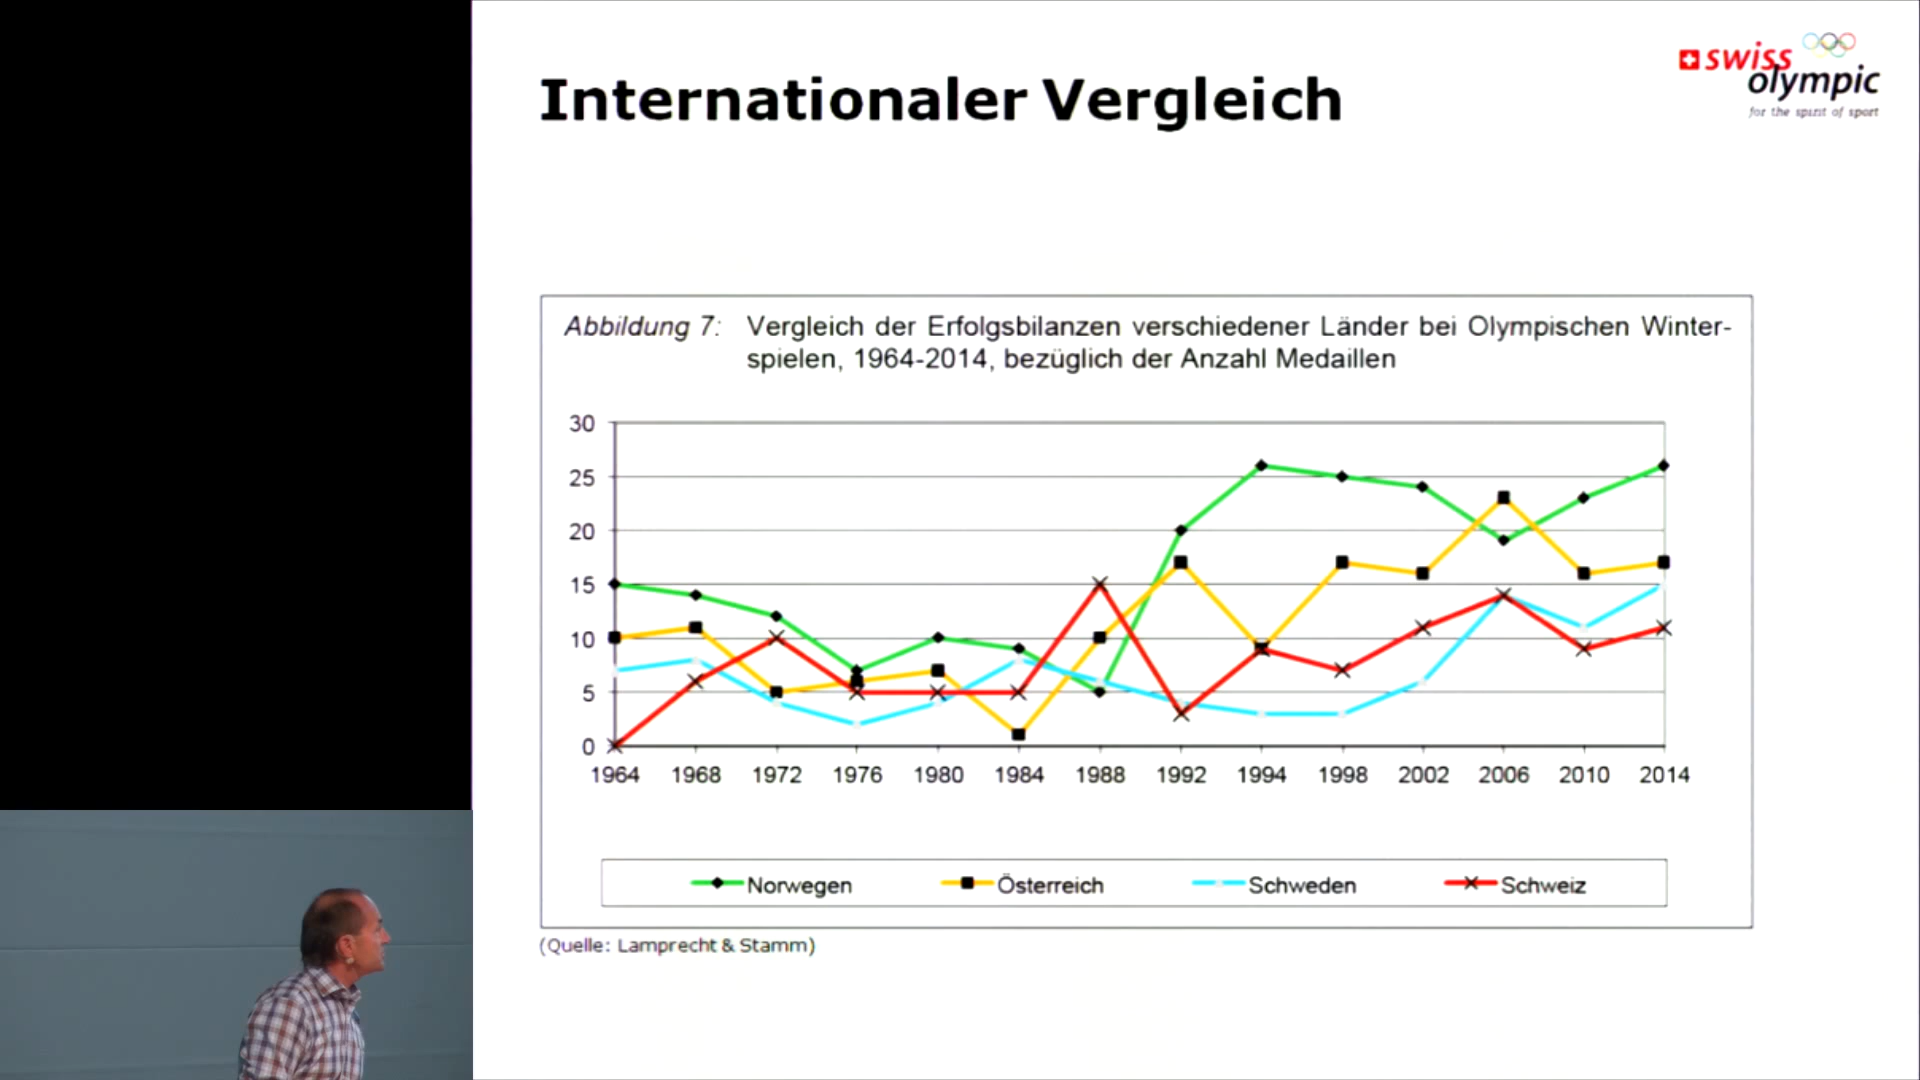 Internationaler Vergleich
swiss
olympic
for the spirit of sport
Abbildung 7: Vergleich der Erfolgsbilanzen verschiedener Länder bei Olympischen Winter-
spielen, 1964-2014, bezüglich der Anzahl Medaillen
30
25
20
15
10
5
0
1964 1968 1972 1976 1980 1984 1988 1992 1994 1998 2002 2006 2010 2014
Norwegen Österreich Schweden Schweiz
(Quelle: Lamprecht & Stamm)